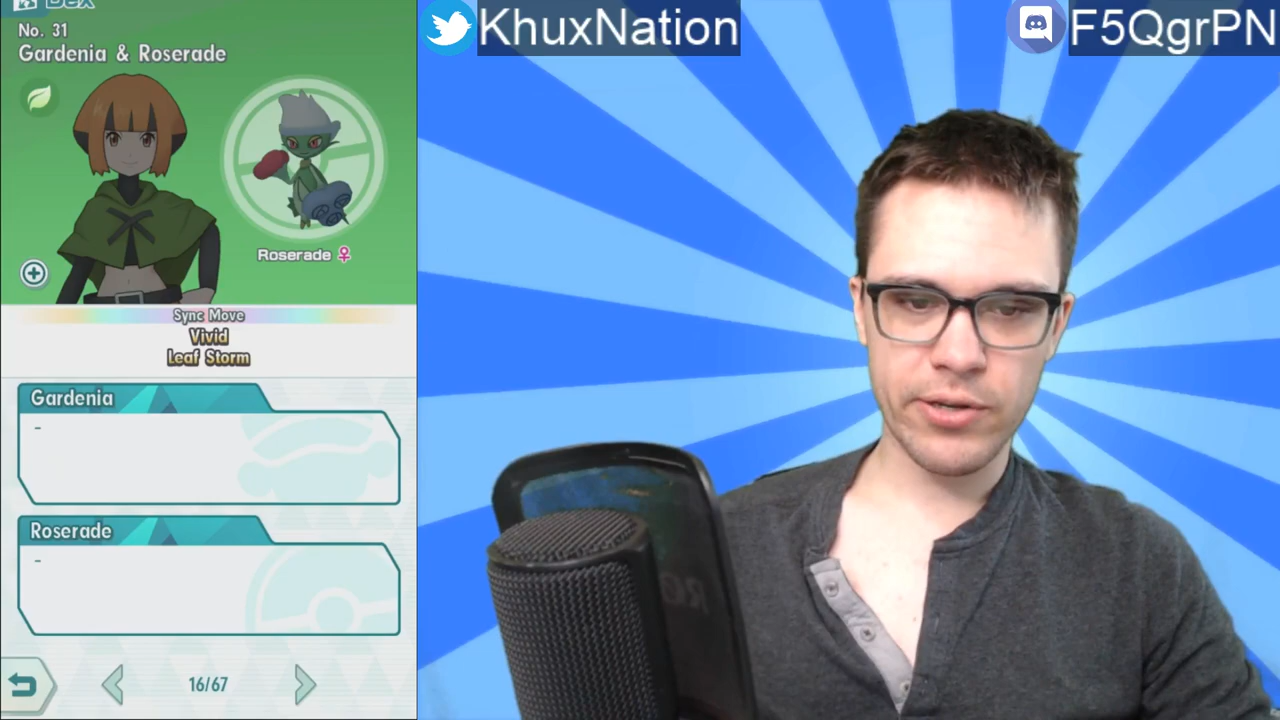 Dex
No. 31
Gardenia & Roserade
Roserade ♀
Sync Move
Vivid
Leaf Storm
Gardenia
-
Roserade
-
16/67
KhuxNation
F5QgrPN